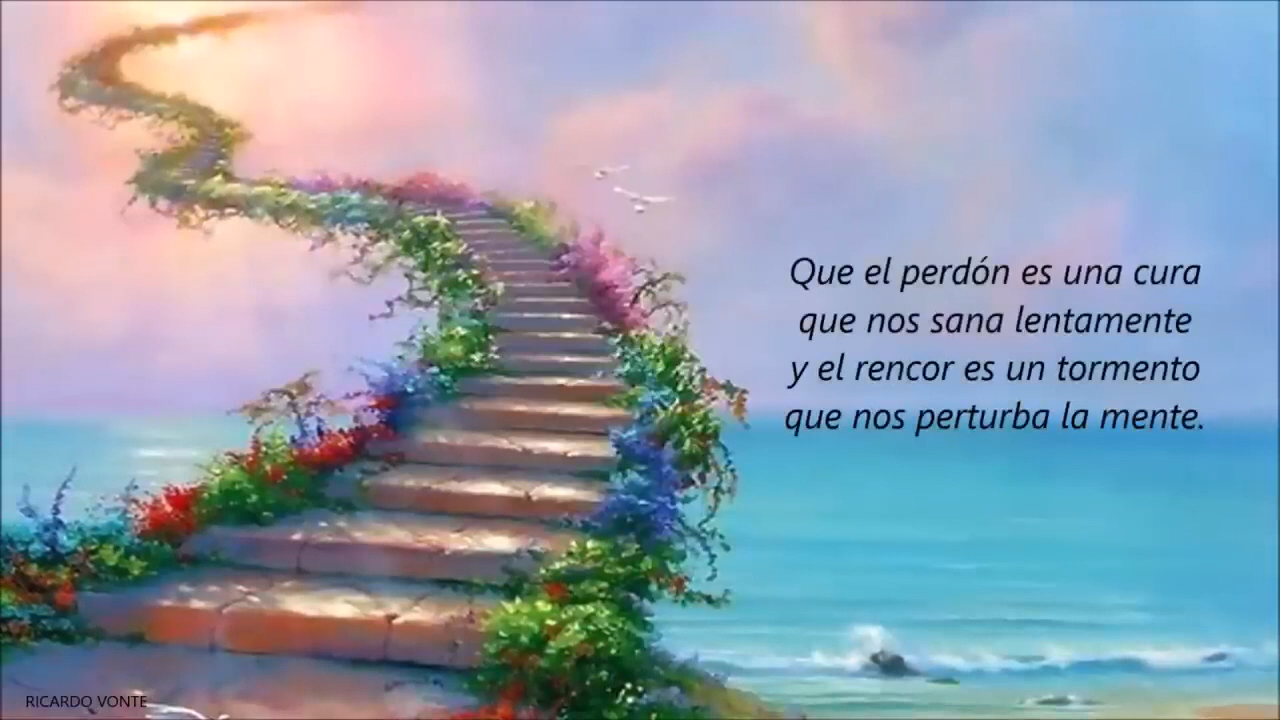 Que el perdón es una cura
que nos sana lentamente
y el rencor es un tormento
que nos perturba la mente.
RICARDO VONTE